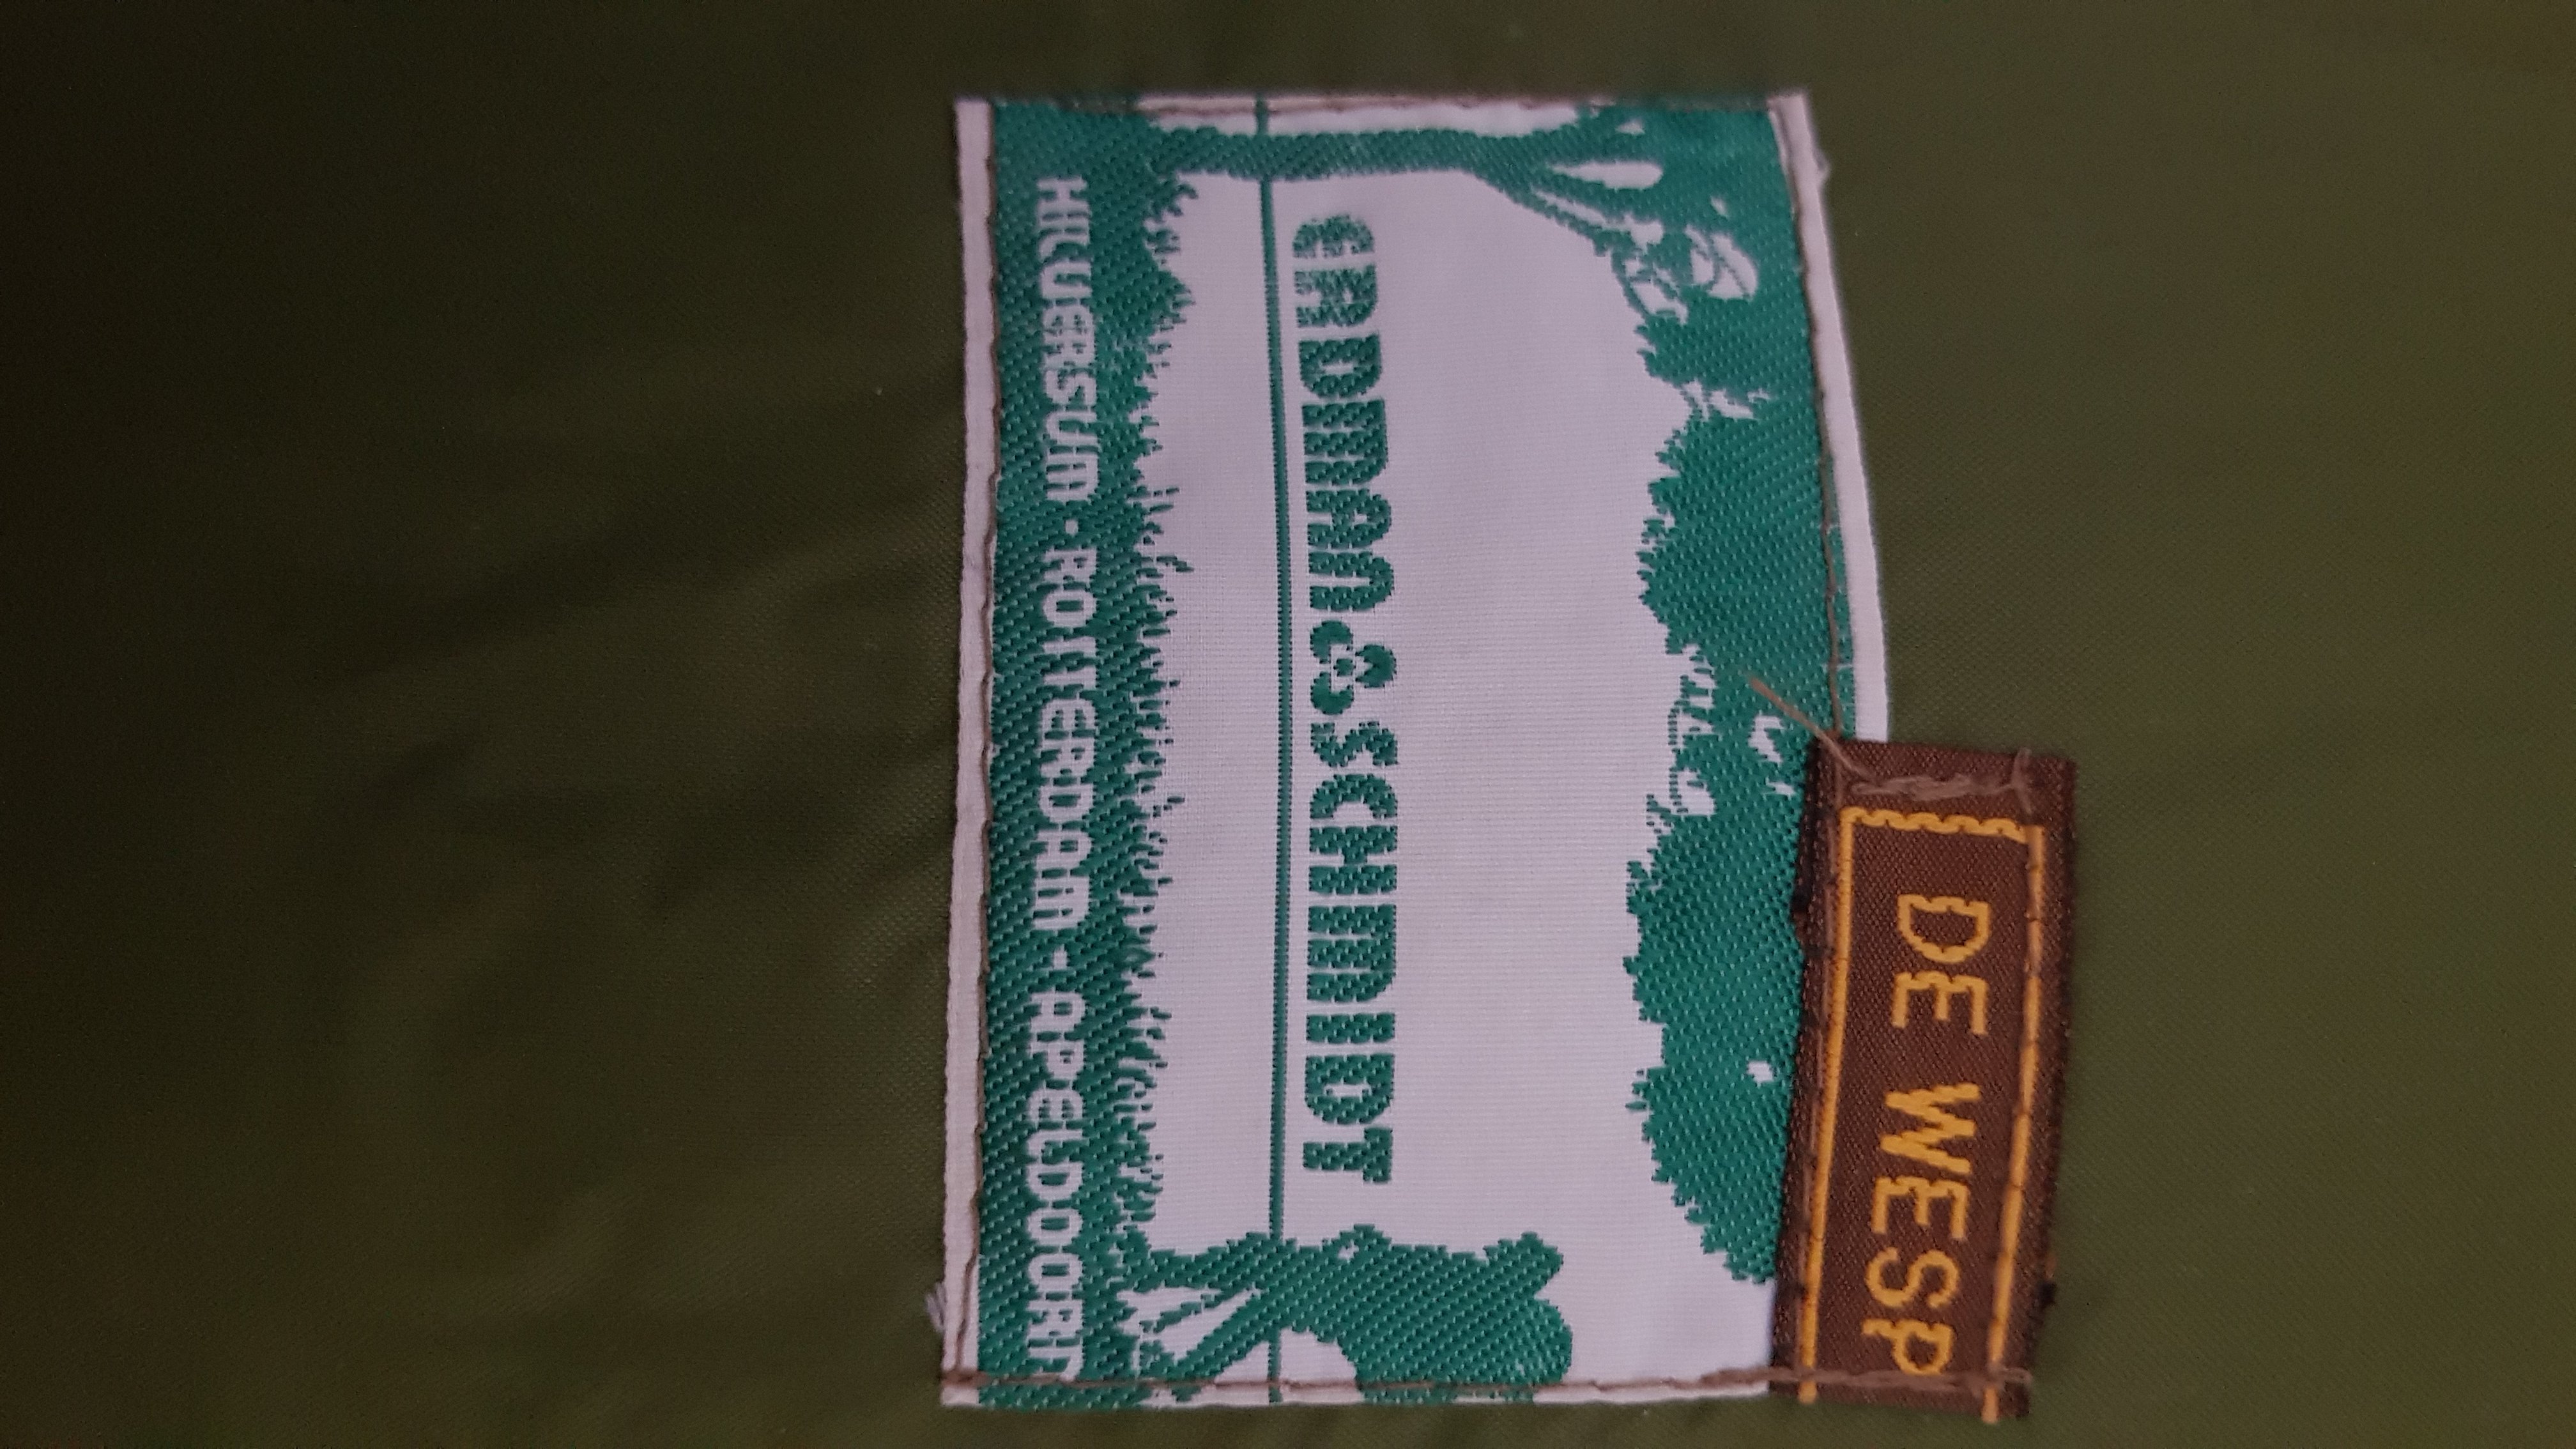 DE WESP
ERDMAN & SCHMIDT
HILVERSUM · ROTTERDAM · APELDOORN